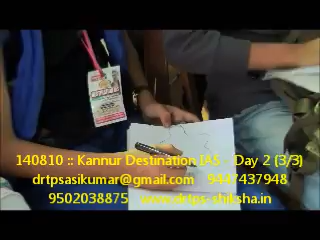 140810 :: Kannur Destination IAS - Day 2 (3/3)
drtpsasikumar@gmail.com 9447437948
9502038875 www.drtps-shiksha.in